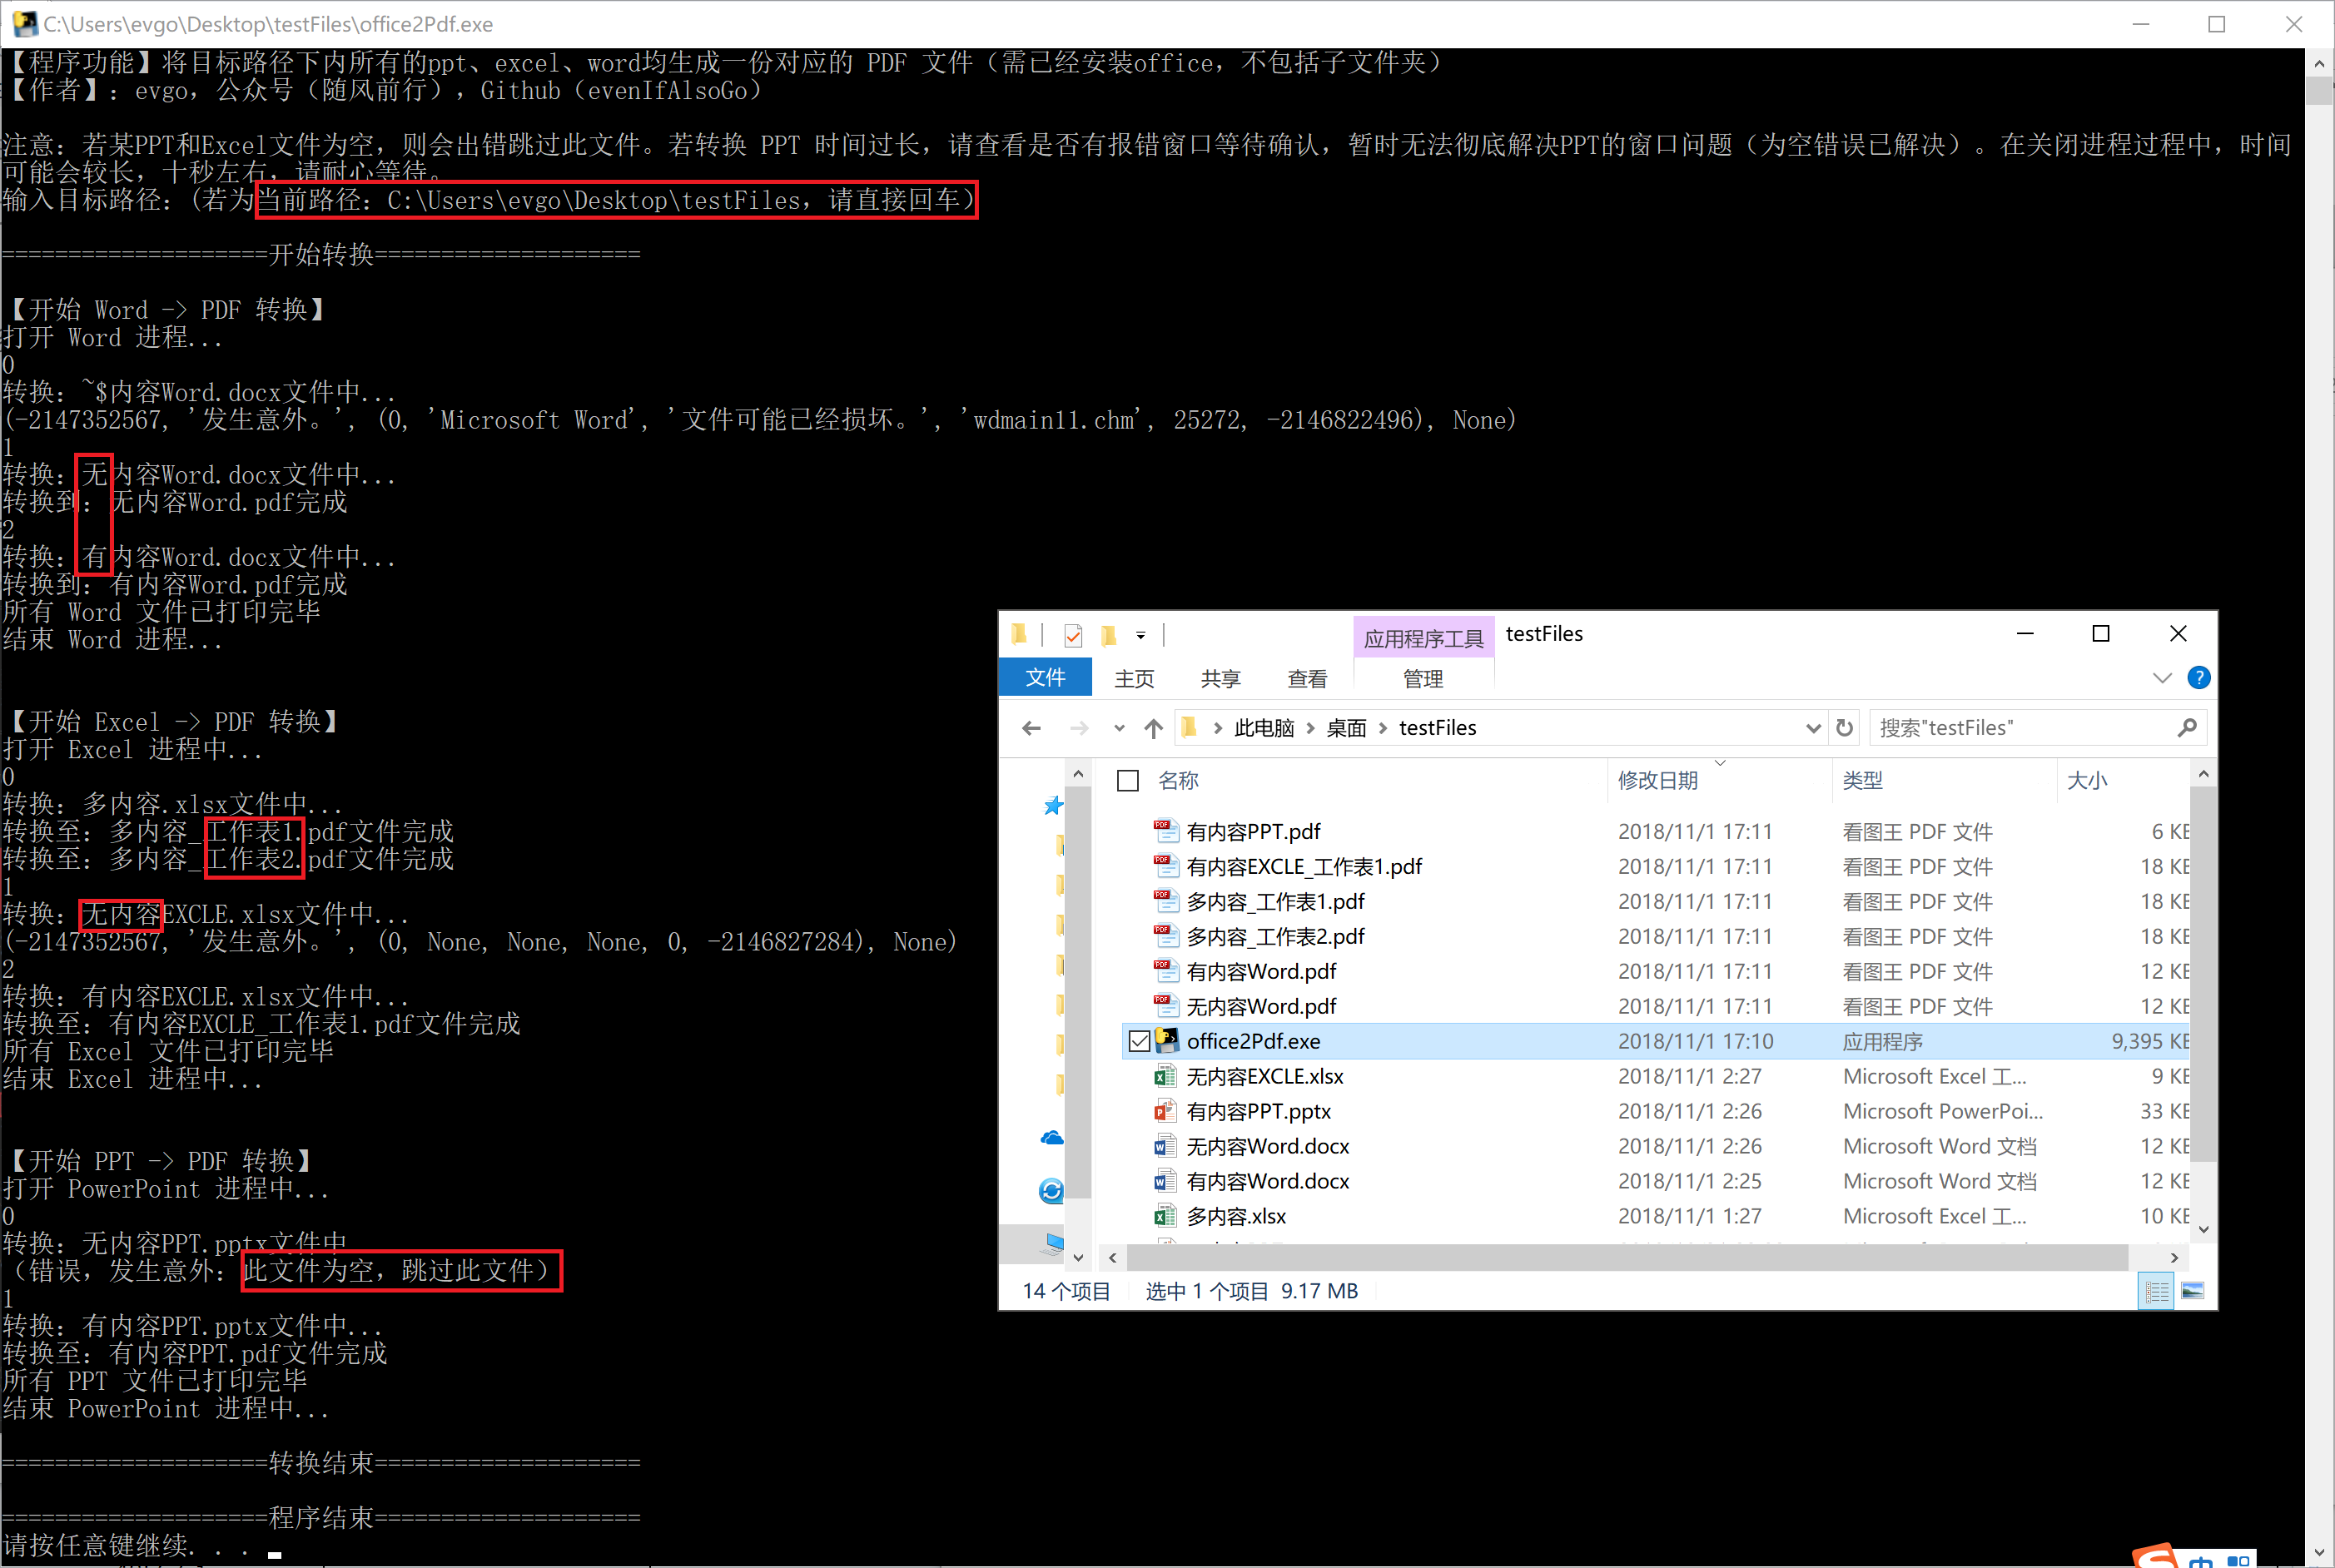 C:\Users\evgo\Desktop\testFiles\office2Pdf.exe
【程序功能】将目标路径下内所有的ppt、excel、word均生成一份对应的 PDF 文件（需已经安装office，不包括子文件夹）
【作者】：evgo，公众号（随风前行），Github（evenIfAlsoGo）
注意：若某PPT和Excel文件为空，则会出错跳过此文件。若转换 PPT 时间过长，请查看是否有报错窗口等待确认，暂时无法彻底解决PPT的窗口问题（为空错误已解决）。在关闭进程过程中，时间
可能会较长，十秒左右，请耐心等待。
输入目标路径：(若为当前路径：C:\Users\evgo\Desktop\testFiles，请直接回车)
====================开始转换====================
【开始 Word -> PDF 转换】
打开 Word 进程...
0
转换：~$内容Word.docx文件中...
(-2147352567, '发生意外。', (0, 'Microsoft Word', '文件可能已经损坏。', 'wdmain11.chm', 25272, -2146822496), None)
1
转换：无内容Word.docx文件中...
转换到：无内容Word.pdf完成
2
转换：有内容Word.docx文件中...
转换到：有内容Word.pdf完成
所有 Word 文件已打印完毕
结束 Word 进程...
【开始 Excel -> PDF 转换】
打开 Excel 进程中...
0
转换：多内容.xlsx文件中...
转换至：多内容_工作表1.pdf文件完成
转换至：多内容_工作表2.pdf文件完成
1
转换：无内容EXCLE.xlsx文件中...
(-2147352567, '发生意外。', (0, None, None, None, 0, -2146827284), None)
2
转换：有内容EXCLE.xlsx文件中...
转换至：有内容EXCLE_工作表1.pdf文件完成
所有 Excel 文件已打印完毕
结束 Excel 进程中...
【开始 PPT -> PDF 转换】
打开 PowerPoint 进程中...
0
转换：无内容PPT.pptx文件中
（错误，发生意外：此文件为空，跳过此文件）
1
转换：有内容PPT.pptx文件中...
转换至：有内容PPT.pdf文件完成
所有 PPT 文件已打印完毕
结束 PowerPoint 进程中...
====================转换结束====================
====================程序结束====================
请按任意键继续. . .
应用程序工具 testFiles
文件 主页 共享 查看 管理
此电脑 桌面 testFiles 搜索"testFiles"
名称 修改日期 类型 大小
有内容PPT.pdf 2018/11/1 17:11 看图王 PDF 文件 6 KB
有内容EXCLE_工作表1.pdf 2018/11/1 17:11 看图王 PDF 文件 18 KB
多内容_工作表1.pdf 2018/11/1 17:11 看图王 PDF 文件 18 KB
多内容_工作表2.pdf 2018/11/1 17:11 看图王 PDF 文件 18 KB
有内容Word.pdf 2018/11/1 17:11 看图王 PDF 文件 12 KB
无内容Word.pdf 2018/11/1 17:11 看图王 PDF 文件 12 KB
office2Pdf.exe 2018/11/1 17:10 应用程序 9,395 KB
无内容EXCLE.xlsx 2018/11/1 2:27 Microsoft Excel 工... 9 KB
有内容PPT.pptx 2018/11/1 2:26 Microsoft PowerPoi... 33 KB
无内容Word.docx 2018/11/1 2:26 Microsoft Word 文档 12 KB
有内容Word.docx 2018/11/1 2:25 Microsoft Word 文档 12 KB
多内容.xlsx 2018/11/1 1:27 Microsoft Excel 工... 10 KB
14 个项目 选中 1 个项目 9.17 MB